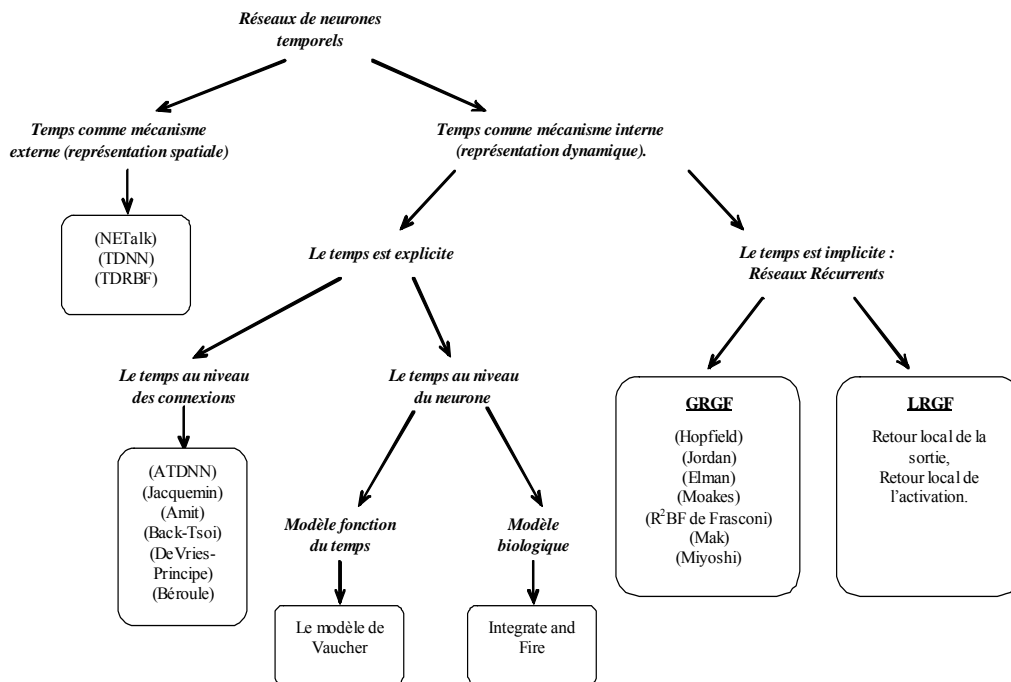 Réseaux de neurones
temporels
Temps comme mécanisme
externe (représentation spatiale)
Temps comme mécanisme interne
(représentation dynamique).
(NETalk)
(TDNN)
(TDRBF)
Le temps est explicite
Le temps est implicite :
Réseaux Récurrents
Le temps au niveau
des connexions
Le temps au niveau
du neurone
(ATDNN)
(Jacquemin)
(Amit)
(Back-Tsoi)
(DeVries-
Principe)
(Béroule)
Modèle fonction
du temps
Modèle
biologique
Le modèle de
Vaucher
Integrate and
Fire
GRGF
(Hopfield)
(Jordan)
(Elman)
(Moakes)
(R²BF de Frasconi)
(Mak)
(Miyoshi)
LRGF
Retour local de la
sortie,
Retour local de
l'activation.